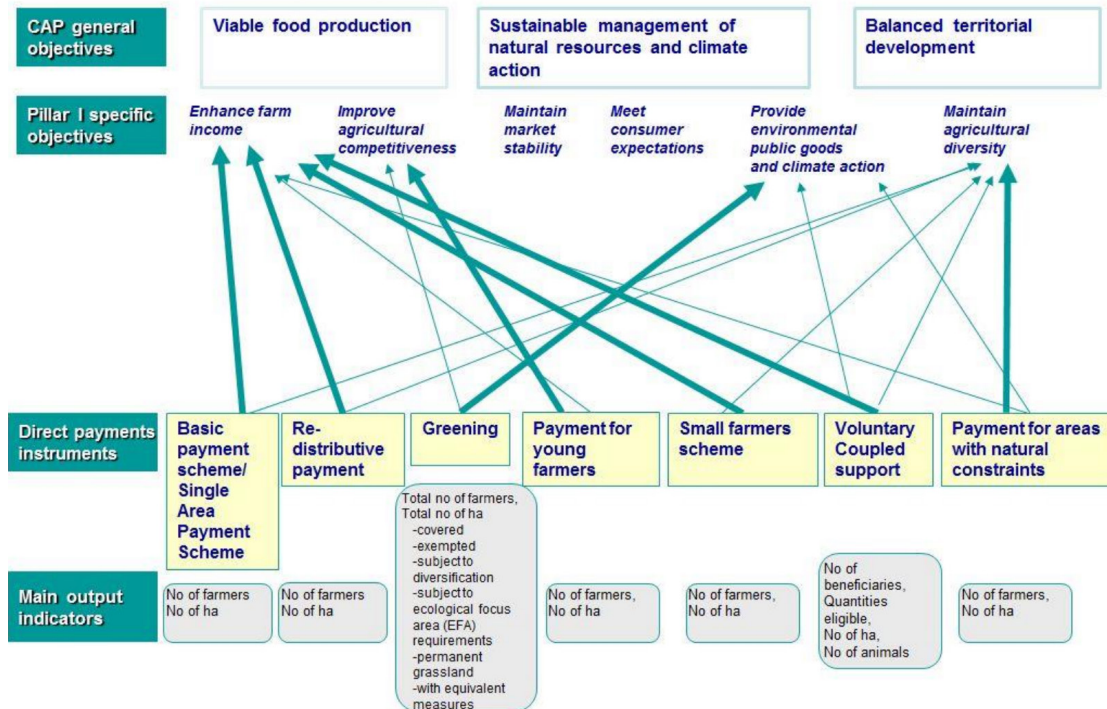 CAP general
objectives
Viable food production
Sustainable management of
natural resources and climate
action
Balanced territorial
development
Pillar I specific
objectives
Enhance farm
income
Improve
agricultural
competitiveness
Maintain
market
stability
Meet
consumer
expectations
Provide
environmental
public goods
and climate action
Maintain
agricultural
diversity
Direct payments
instruments
Basic
payment
scheme/
Single
Area
Payment
Scheme
Re-
distributive
payment
Greening
Payment for
young
farmers
Small farmers
scheme
Voluntary
Coupled
support
Payment for areas
with natural
constraints
Main output
indicators
No of farmers
No of ha
No of farmers
No of ha
Total no of farmers,
Total no of ha
-covered
-exempted
-subject to
diversification
-subject to
ecological focus
area (EFA)
requirements
-permanent
grassland
-with equivalent
measures
No of farmers,
No of ha
No of farmers,
No of ha
No of
beneficiaries,
Quantities
eligible,
No of ha,
No of animals
No of farmers,
No of ha